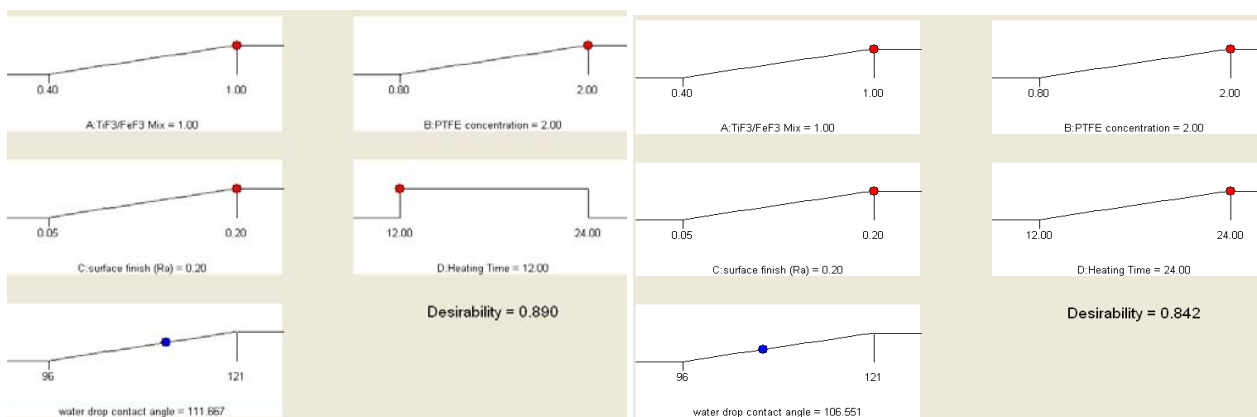 0.40 1.00
A:TiF3/FeF3 Mix = 1.00
0.80 2.00
B:PTFE concentration = 2.00
0.05 0.20
C:surface finish (Ra) = 0.20
12.00 24.00
D:Heating Time = 12.00
96 121
water drop contact angle = 111.667
Desirability = 0.890
0.40 1.00
A:TiF3/FeF3 Mix = 1.00
0.80 2.00
B:PTFE concentration = 2.00
0.05 0.20
C:surface finish (Ra) = 0.20
12.00 24.00
D:Heating Time = 24.00
96 121
water drop contact angle = 106.551
Desirability = 0.842